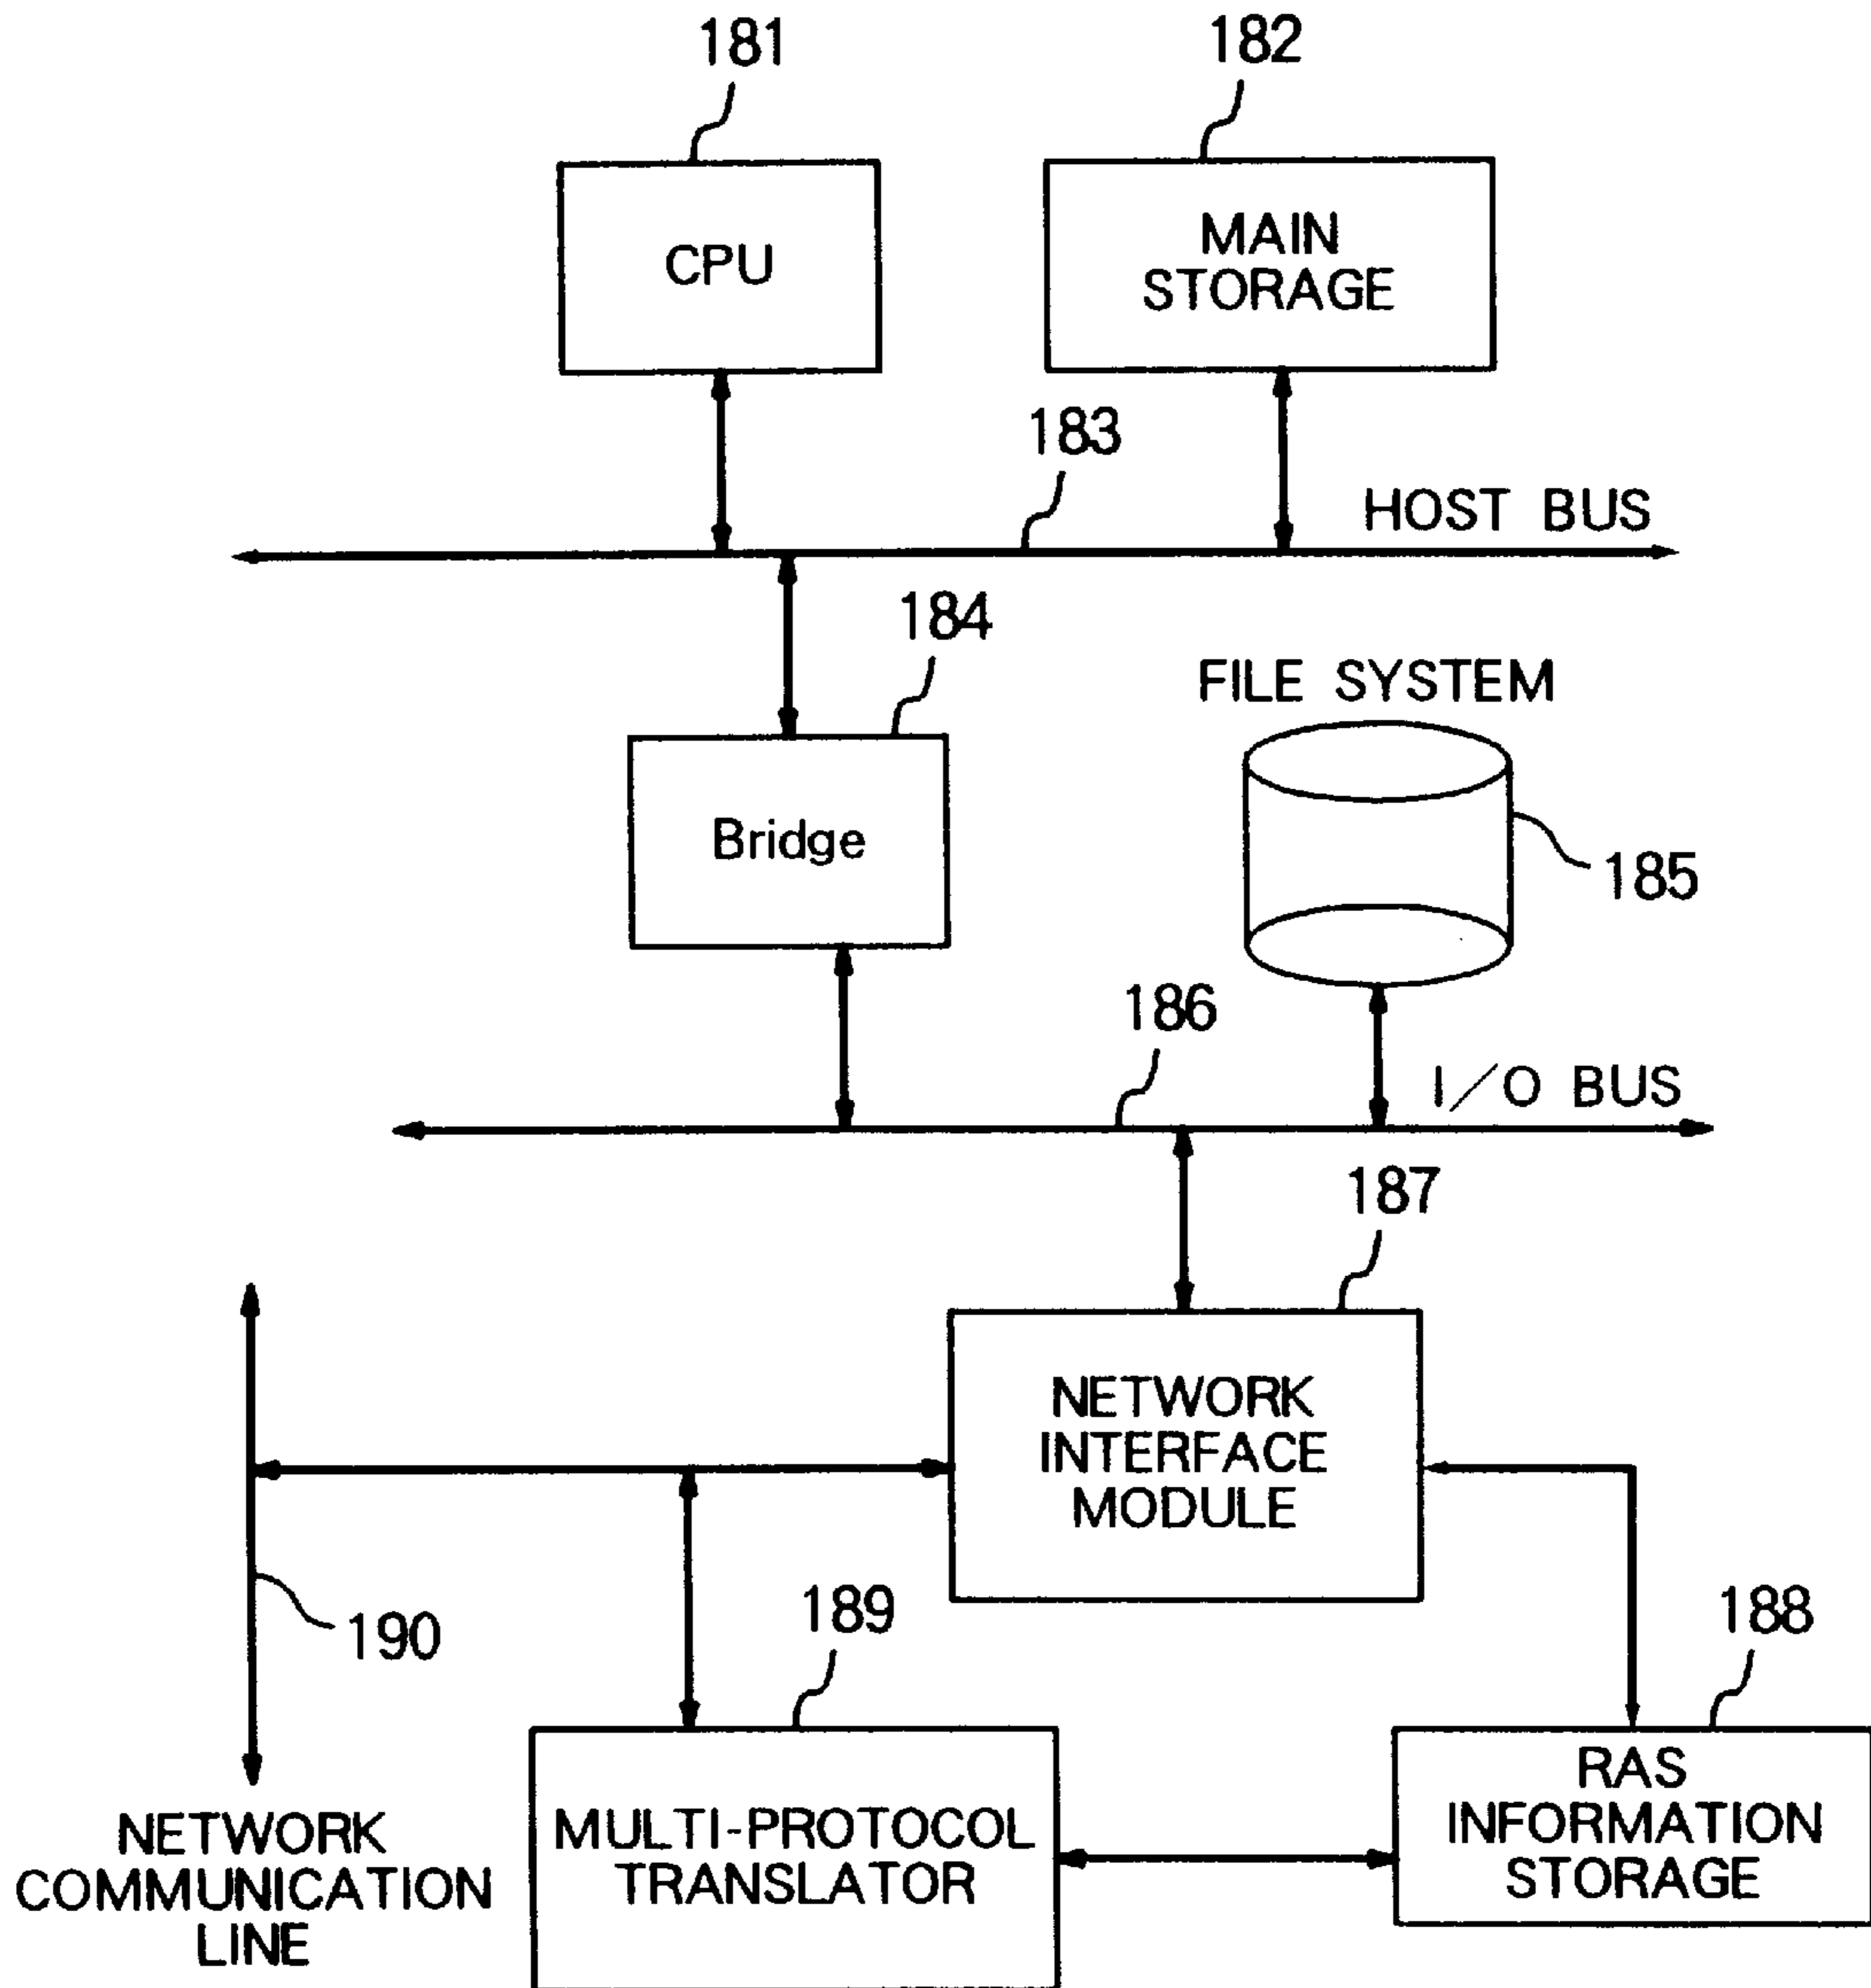 181
182
CPU
MAIN
STORAGE
183
HOST BUS
184
FILE SYSTEM
Bridge
185
186
I/O BUS
187
NETWORK
INTERFACE
MODULE
190
189
188
NETWORK
COMMUNICATION
LINE
MULTI-PROTOCOL
TRANSLATOR
RAS
INFORMATION
STORAGE